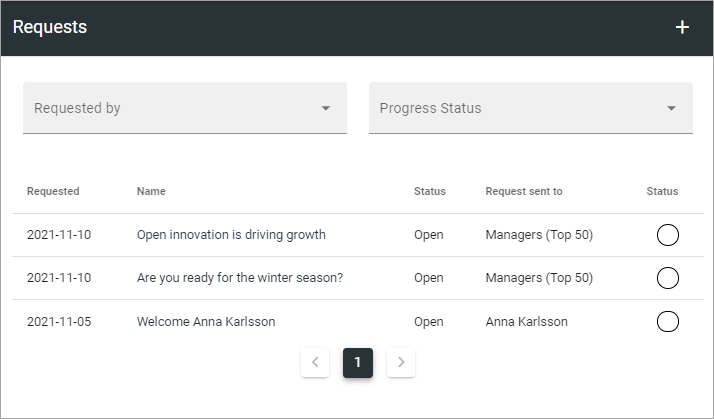 Requests +
Requested by Progress Status
Requested Name Status Request sent to Status
2021-11-10 Open innovation is driving growth Open Managers (Top 50)
2021-11-10 Are you ready for the winter season? Open Managers (Top 50)
2021-11-05 Welcome Anna Karlsson Open Anna Karlsson
1